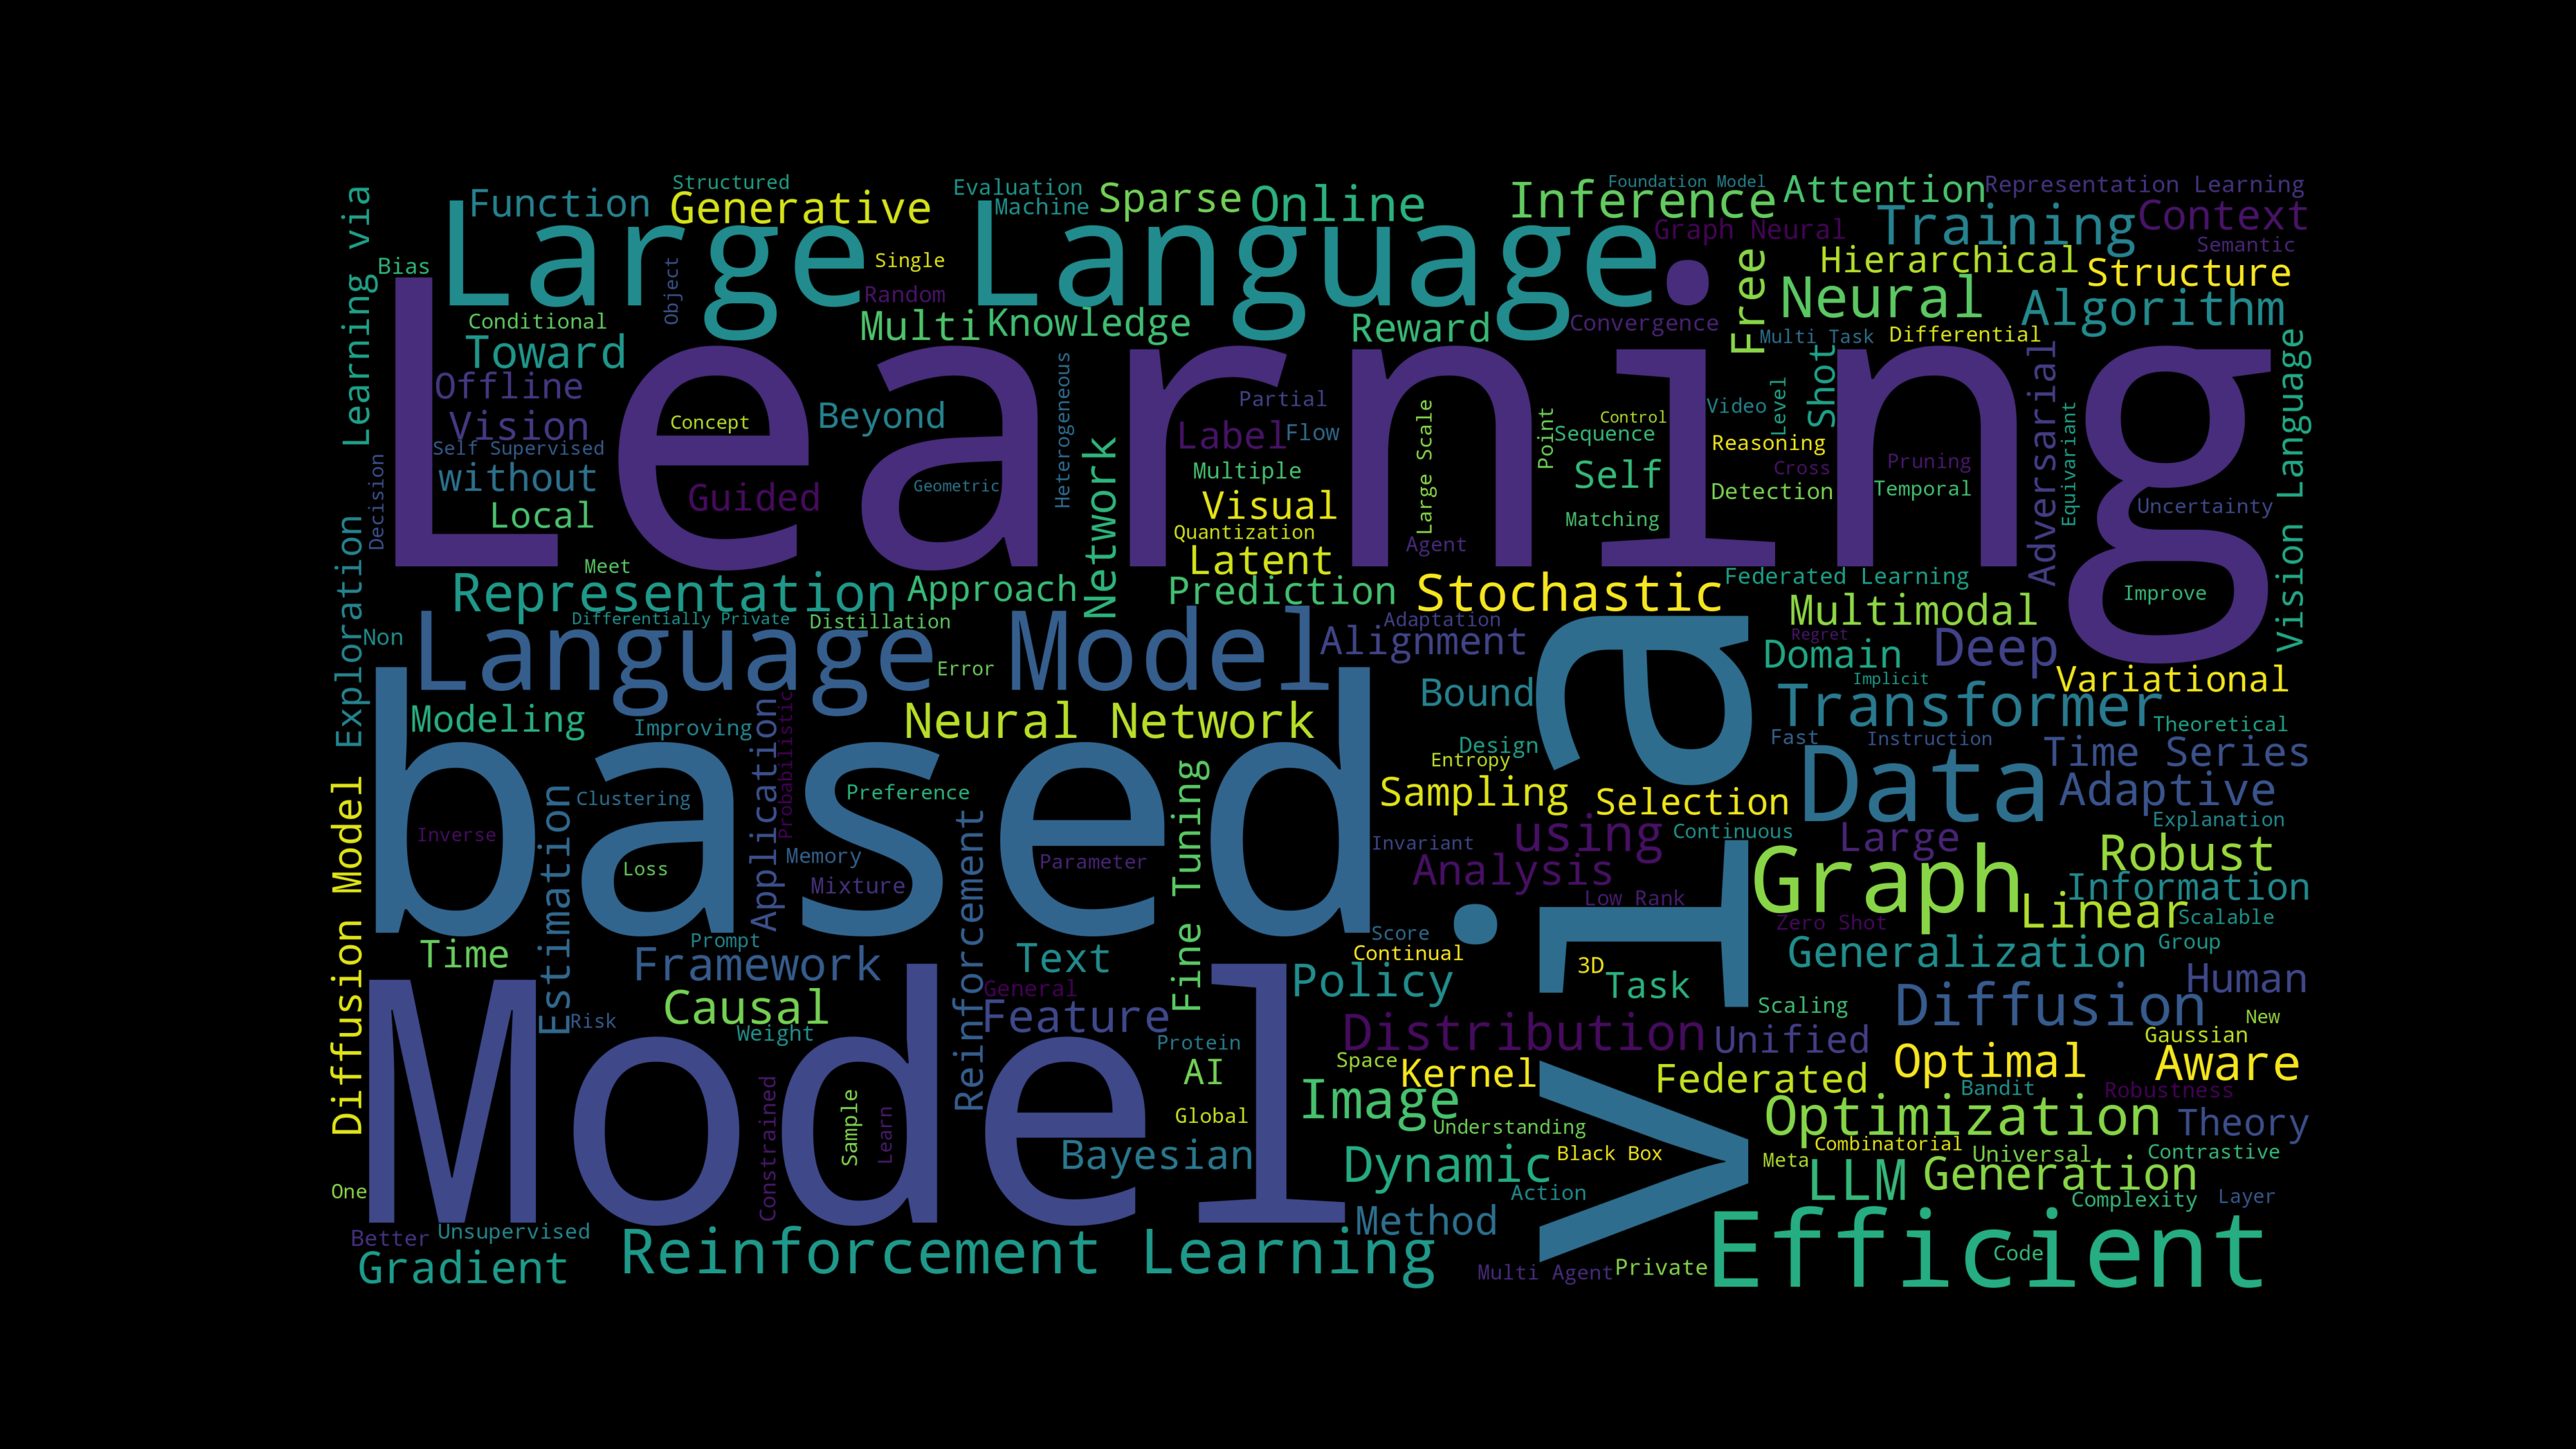 Structured
Function
Generative
Evaluation
Machine
Sparse
Online
Inference
Foundation Model
Attention
Representation Learning
Large Language
Graph Neural
Training
Context
Semantic
Learning via
Bias
Object
Single
Random
Free
Hierarchical
Structure
Neural
Algorithm
Conditional
Multi
Knowledge
Reward
Convergence
Multi Task
Differential
Toward
Learning
Offline
Vision
Self Supervised
without
Local
Decision
Concept
Beyond
Guided
Geometric
Heterogeneous
Network
Partial
Label
Flow
Multiple
Visual
Quantization
Latent
Large Scale
Agent
Point
Control
Sequence
Self
Matching
Video
Level
Shot
Reasoning
Cross
Detection
Pruning
Temporal
Adversarial
Equivariant
Uncertainty
Vision Language
Improve
Exploration
Meet
Representation
Approach
Prediction
Stochastic
Federated Learning
Differentially Private
Distillation
Adaptation
Multimodal
Non
Language Model
Error
Alignment
Regret
Domain
Deep
Implicit
Variational
Bound
Transformer
Theoretical
Modeling
Improving
Application
Probabilistic
Neural Network
Design
Entropy
Fast
Instruction
Time Series
based
via
Data
Adaptive
Clustering
Preference
Sampling
Selection
Explanation
Inverse
Estimation
Loss
Memory
Mixture
Reinforcement
Parameter
Fine Tuning
Invariant
using
Continuous
Large
Analysis
Graph
Robust
Information
Low Rank
Linear
Zero Shot
Scalable
Diffusion Model
Time
Prompt
Framework
Text
Score
Continual
3D
Generalization
Group
Policy
Task
Human
Model
Risk
Causal
Weight
General
Feature
Protein
Distribution
Scaling
Unified
Diffusion
New
Gaussian
AI
Space
Kernel
Federated
Optimal
Aware
Bandit
Robustness
Constrained
Sample
Learn
Global
Image
Understanding
Optimization
Theory
Bayesian
Dynamic
Black Box
Combinatorial
Meta
Universal
Contrastive
LLM
Generation
One
Action
Complexity
Layer
Better
Unsupervised
Method
Gradient
Reinforcement Learning
Multi Agent
Private
Efficient
Code